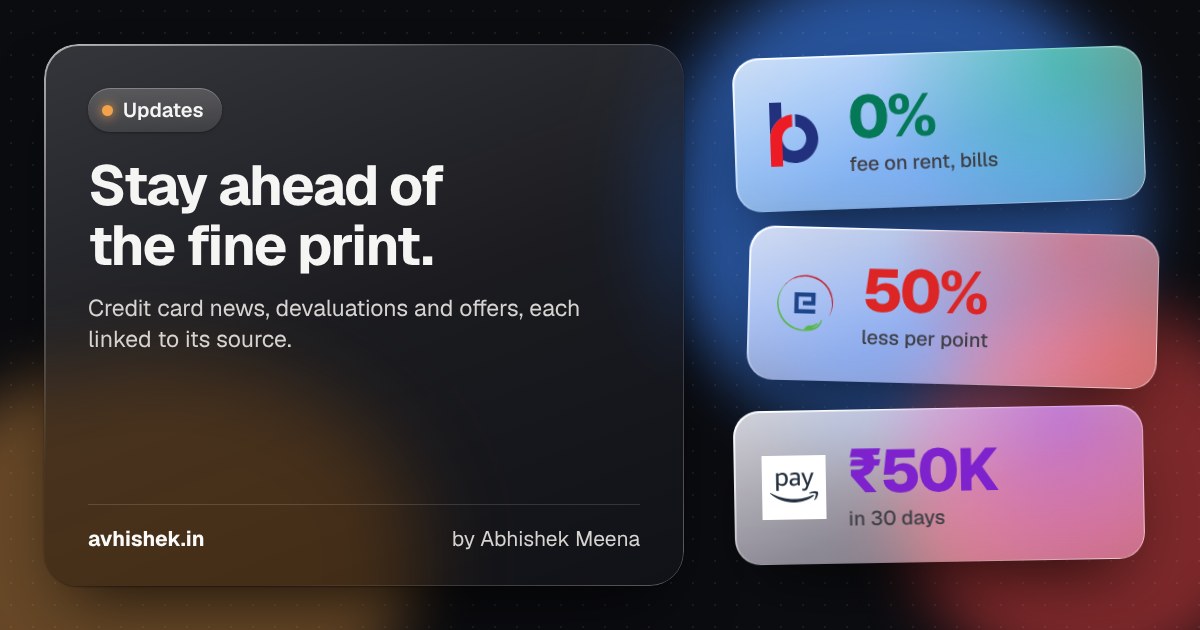 Updates
Stay ahead of
the fine print.
Credit card news, devaluations and offers, each
linked to its source.
avhishek.in
by Abhishek Meena
0%
fee on rent, bills
50%
less per point
pay
₹50K
in 30 days